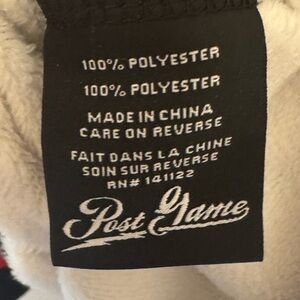 100% POLYESTER
100% POLYESTER
MADE IN CHINA
CARE ON REVERSE
FAIT DANS LA CHINE
SOIN SUR REVERSE
RN# 141122
Post Game